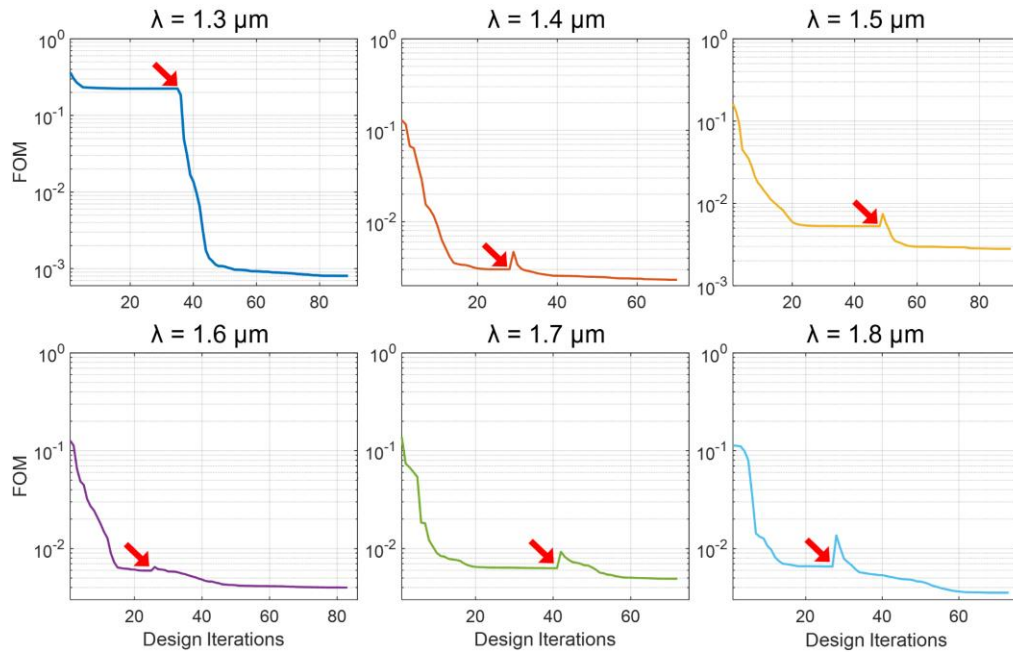 λ = 1.3 μm
λ = 1.4 μm
λ = 1.5 μm
FOM
10⁰
10⁻¹
10⁻²
10⁻³
20 40 60 80
10⁰
10⁻¹
10⁻²
20 40 60
10⁰
10⁻¹
10⁻²
10⁻³
20 40 60 80
λ = 1.6 μm
λ = 1.7 μm
λ = 1.8 μm
FOM
10⁰
10⁻¹
10⁻²
20 40 60 80
Design Iterations
10⁰
10⁻¹
10⁻²
20 40 60
Design Iterations
10⁰
10⁻¹
10⁻²
20 40 60
Design Iterations